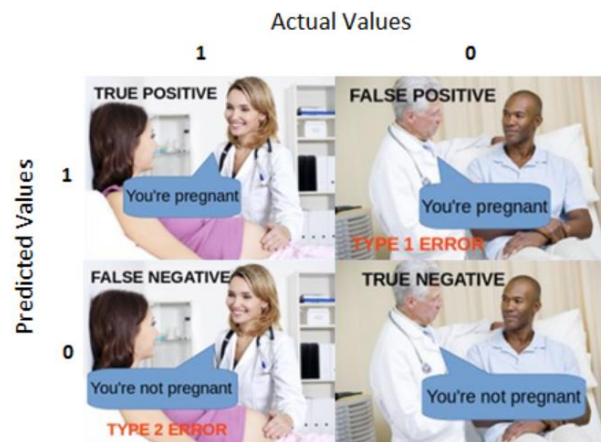 Actual Values
1 0
TRUE POSITIVE
FALSE POSITIVE
You're pregnant
You're pregnant
TYPE 1 ERROR
Predicted Values
1
FALSE NEGATIVE
TRUE NEGATIVE
You're not pregnant
You're not pregnant
TYPE 2 ERROR
0